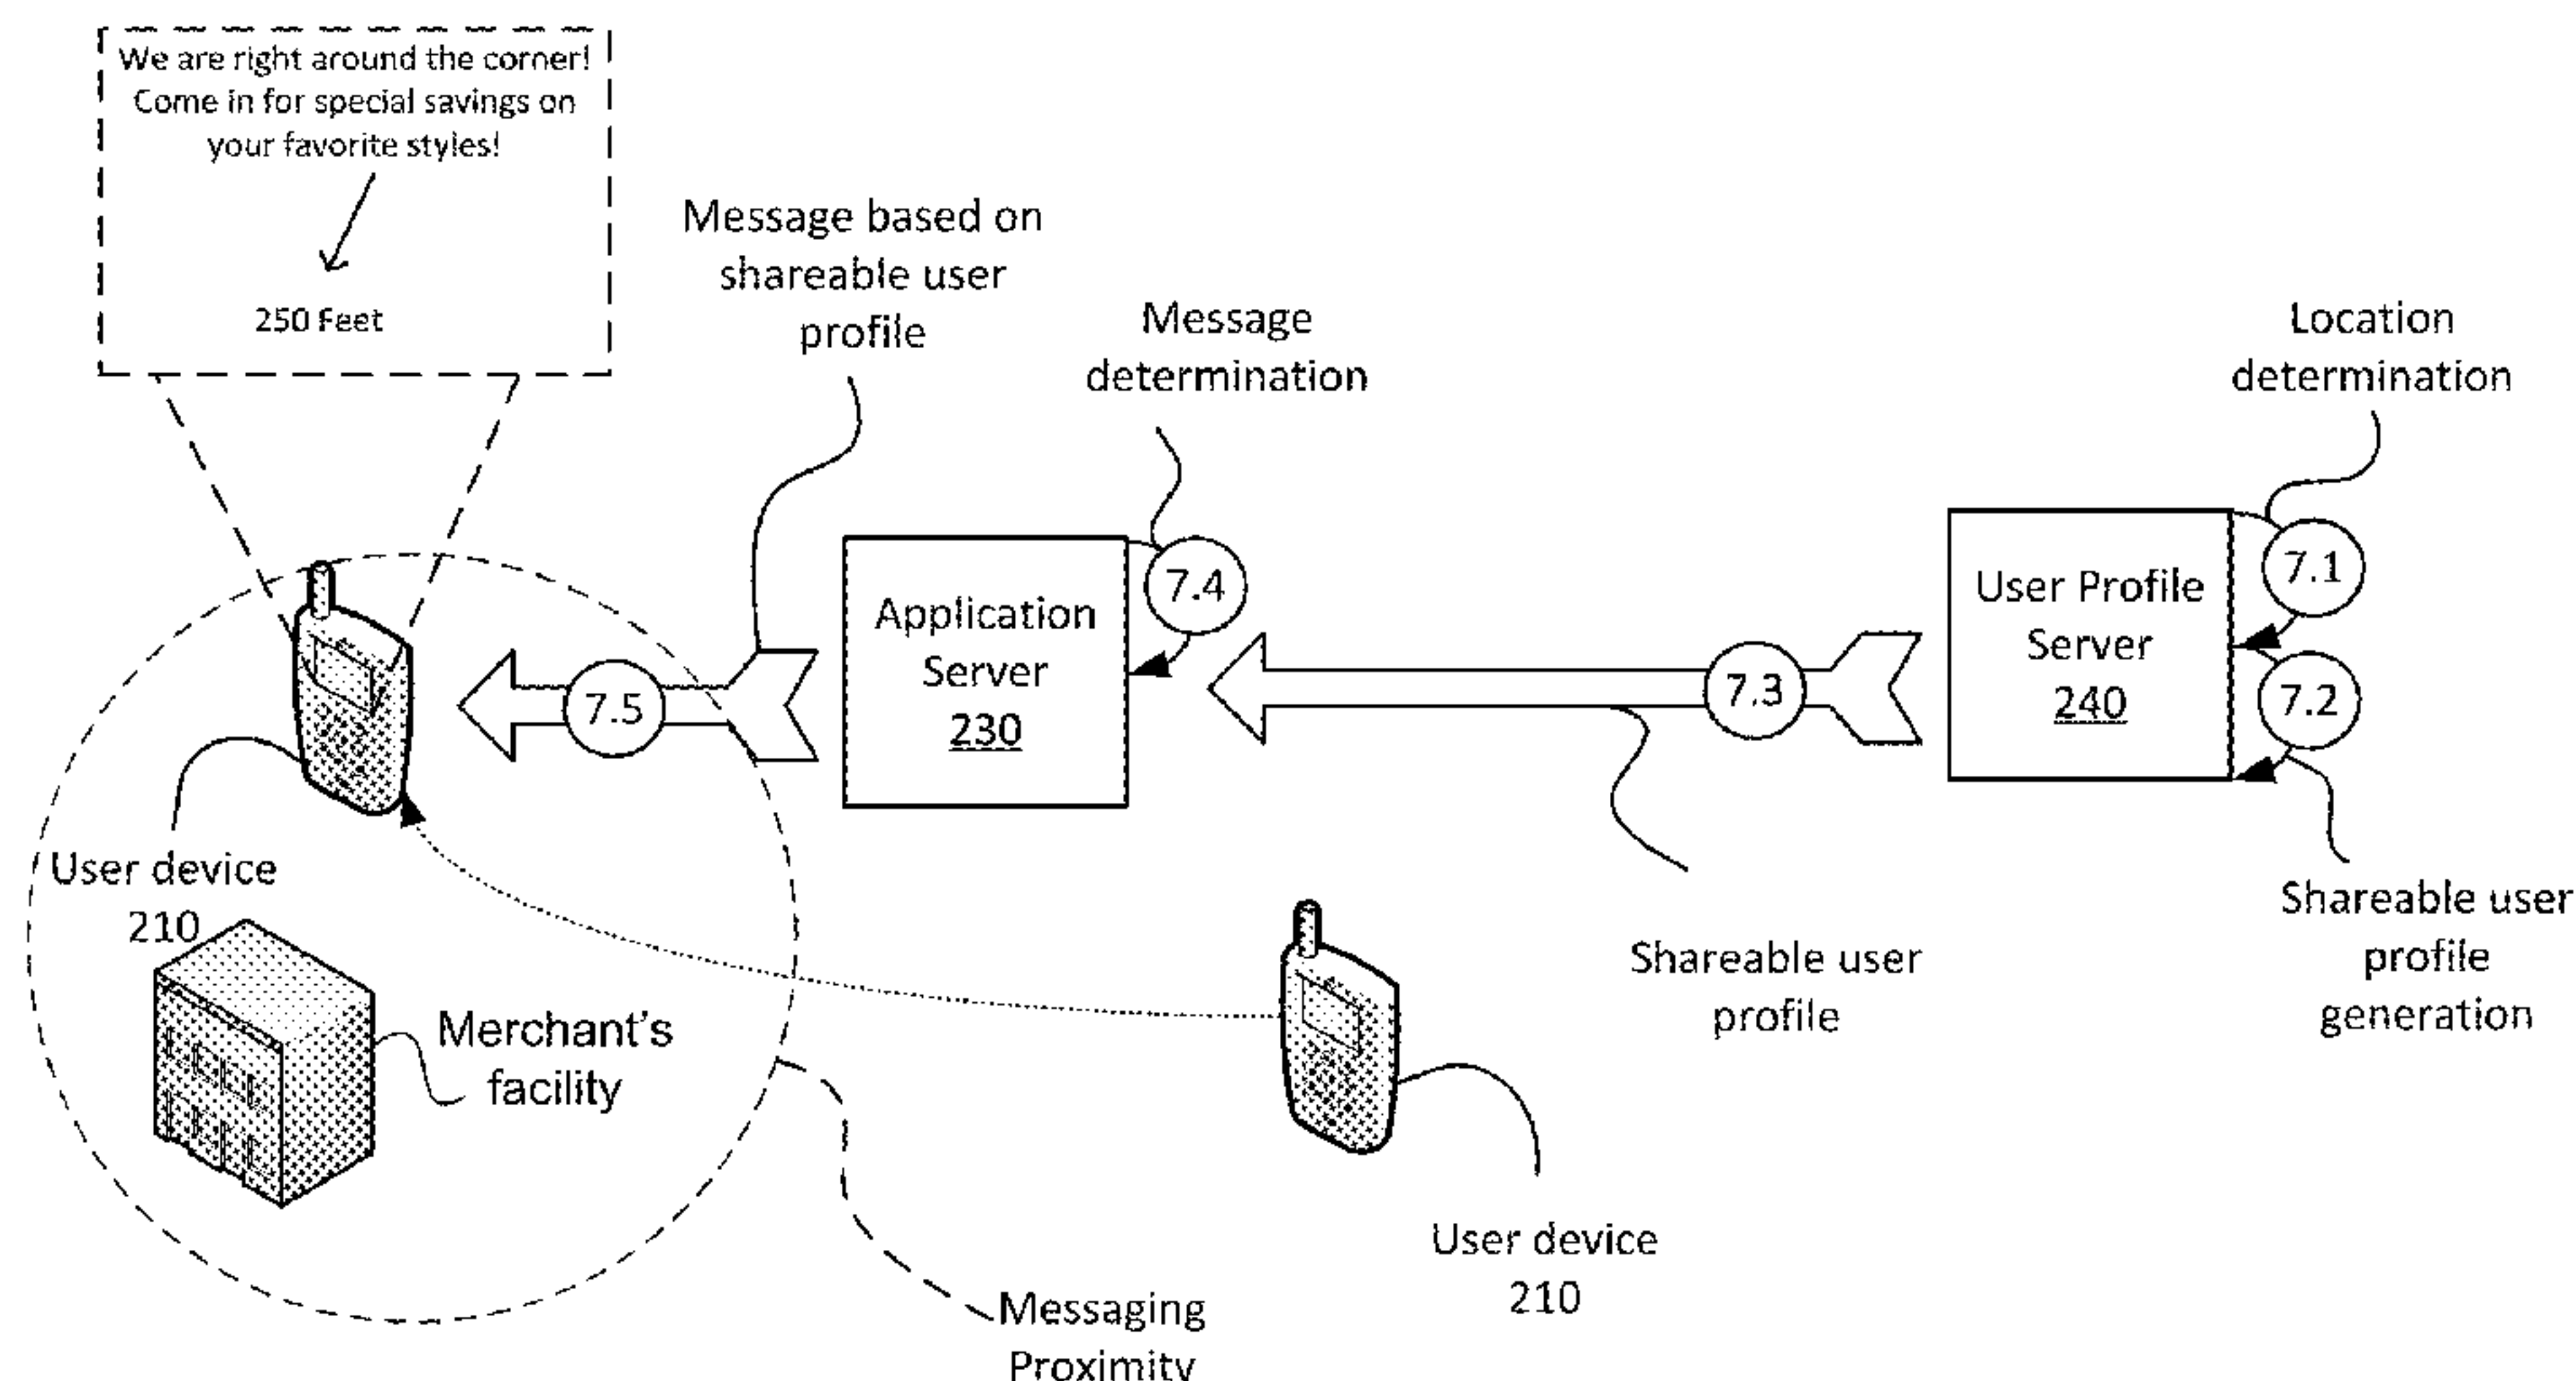 We are right around the corner!
Come in for special savings on
your favorite styles!
250 Feet
Message based on
shareable user
profile
Message
determination
Location
determination
Application
Server
230
7.4
7.5
7.3
User Profile
Server
240
7.1
7.2
User device
210
Merchant's
facility
Shareable user
profile
Shareable user
profile
generation
User device
210
Messaging
Proximity